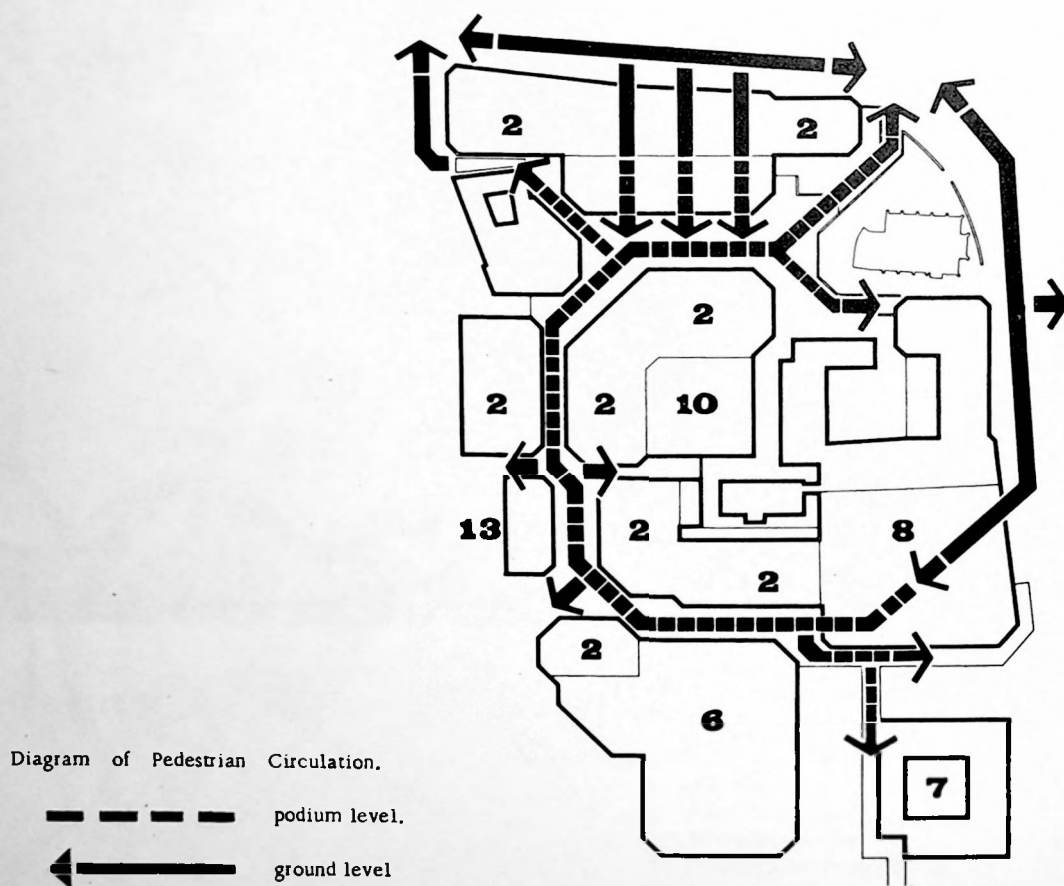 2 2
2
2 2 10
13 2 8
2
2
6
7
Diagram of Pedestrian Circulation.
podium level.
ground level